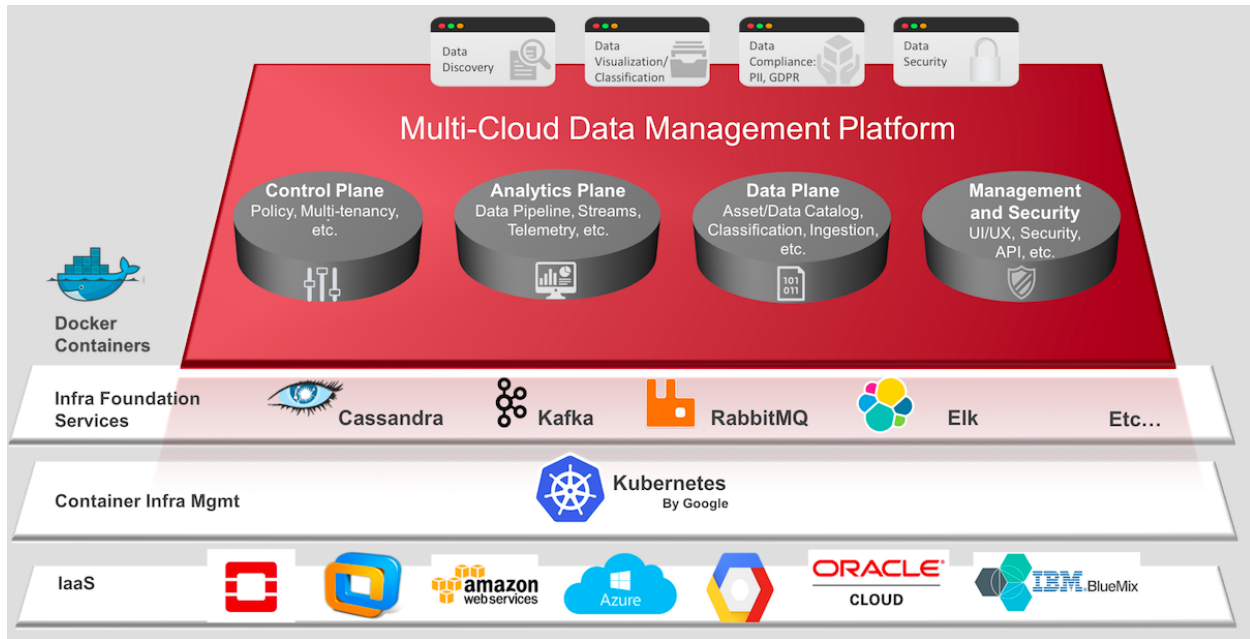 Data
Discovery
Data
Visualization/
Classification
Data
Compliance:
PII, GDPR
Data
Security
Multi-Cloud Data Management Platform
Control Plane
Policy, Multi-tenancy,
etc.
Analytics Plane
Data Pipeline, Streams,
Telemetry, etc.
Data Plane
Asset/Data Catalog,
Classification, Ingestion,
etc.
Management
and Security
UI/UX, Security,
API, etc.
101
011
Docker
Containers
Infra Foundation
Services
Cassandra
Kafka
RabbitMQ
Elk
Etc...
Container Infra Mgmt
Kubernetes
By Google
IaaS
amazon
web services
Azure
ORACLE®
CLOUD
IBM® BlueMix